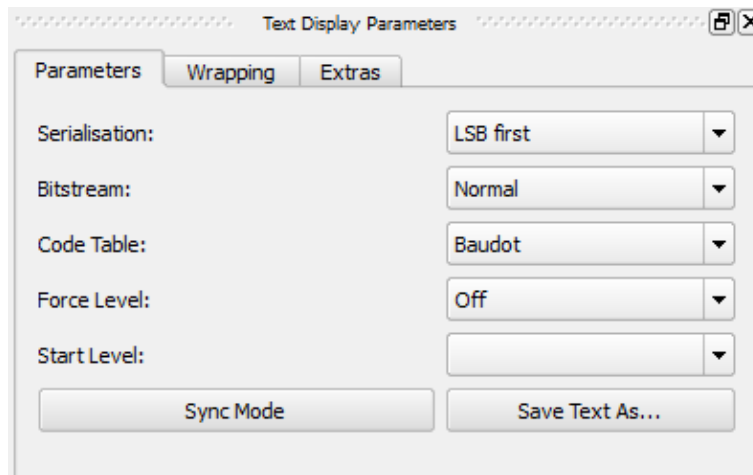 Text Display Parameters
Parameters Wrapping Extras
Serialisation: LSB first
Bitstream: Normal
Code Table: Baudot
Force Level: Off
Start Level:
Sync Mode Save Text As...